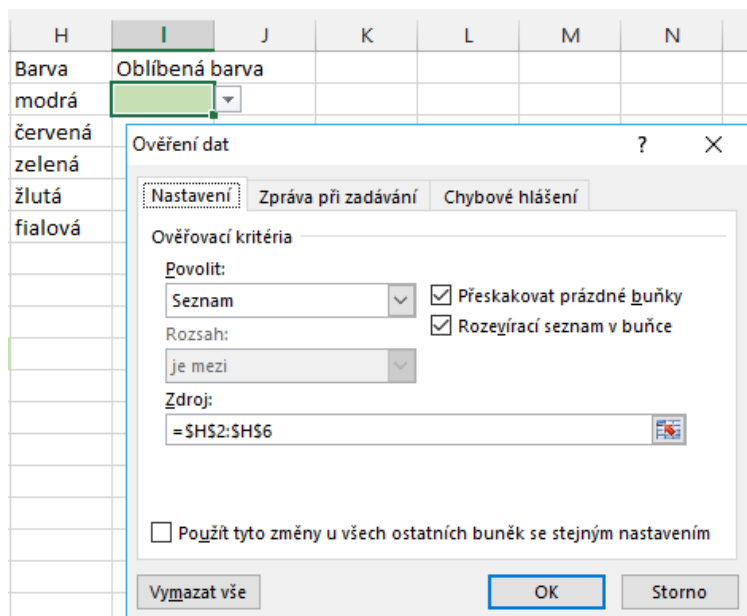 H I J K L M N
Barva Oblíbená barva
modrá
červená
zelená
žlutá
fialová
Ověření dat ?
Nastavení Zpráva při zadávání Chybové hlášení
Ověřovací kritéria
Povolit:
Seznam
Přeskakovat prázdné buňky
Rozevírací seznam v buňce
Rozsah:
je mezi
Zdroj:
=$H$2:$H$6
Použít tyto změny u všech ostatních buněk se stejným nastavením
Vymazat vše OK Storno